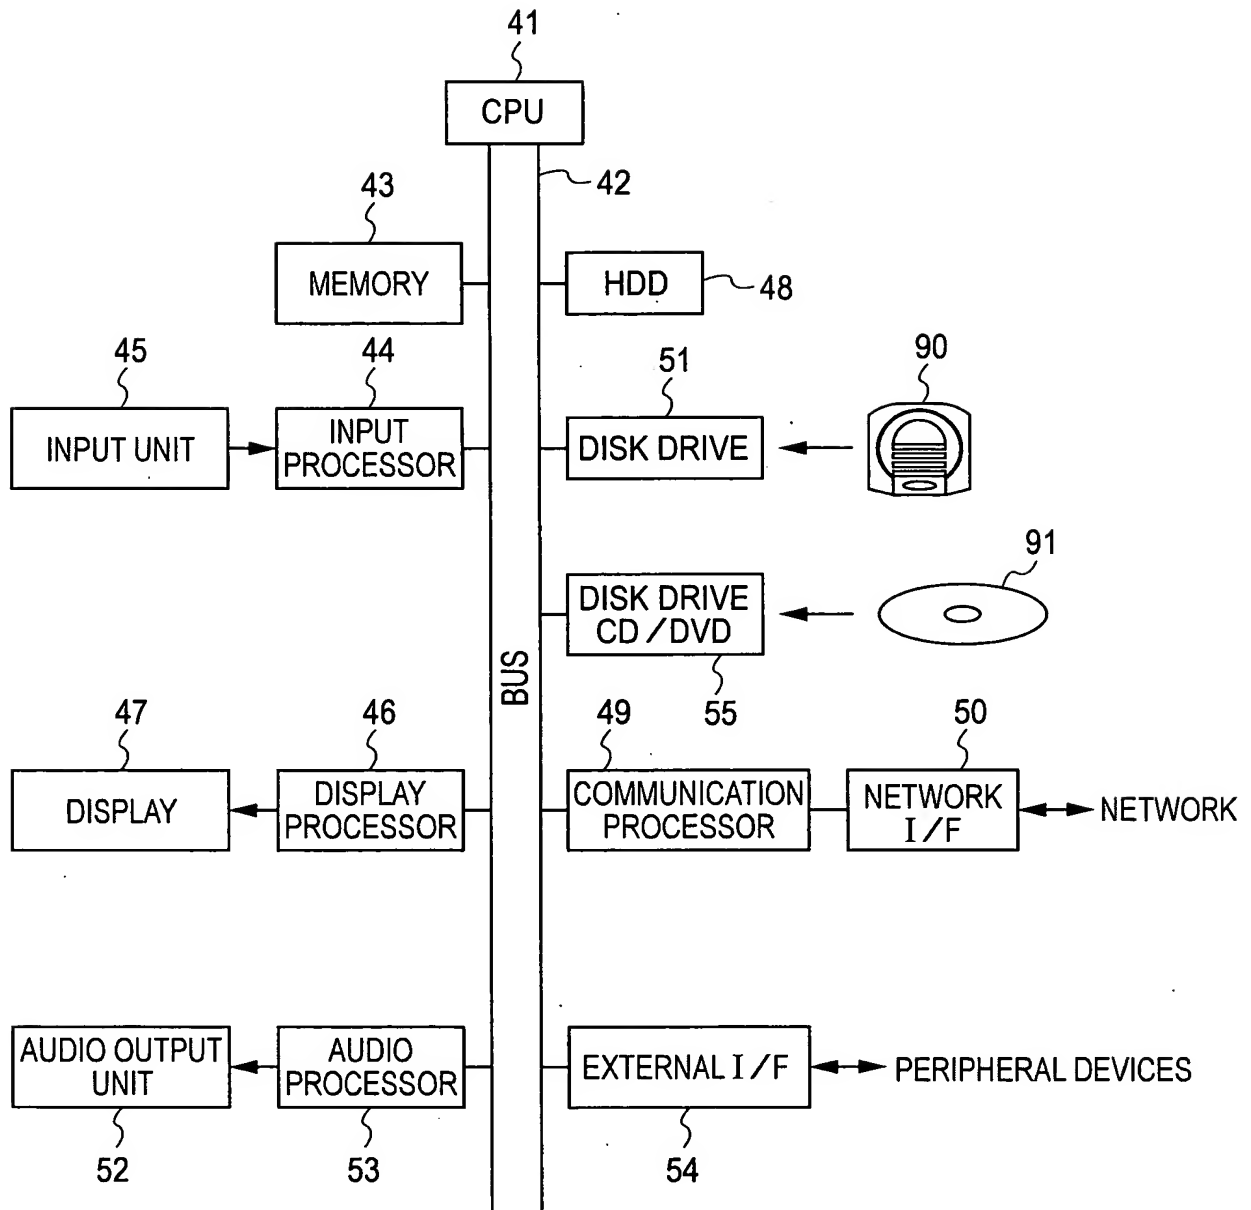 41
CPU
42
43
MEMORY
HDD
48
45
44
51
90
INPUT UNIT
INPUT
PROCESSOR
DISK DRIVE
91
DISK DRIVE
CD/DVD
BUS
55
47
46
49
50
DISPLAY
DISPLAY
PROCESSOR
COMMUNICATION
PROCESSOR
NETWORK
I/F
NETWORK
AUDIO OUTPUT
UNIT
AUDIO
PROCESSOR
EXTERNAL I/F
PERIPHERAL DEVICES
52
53
54